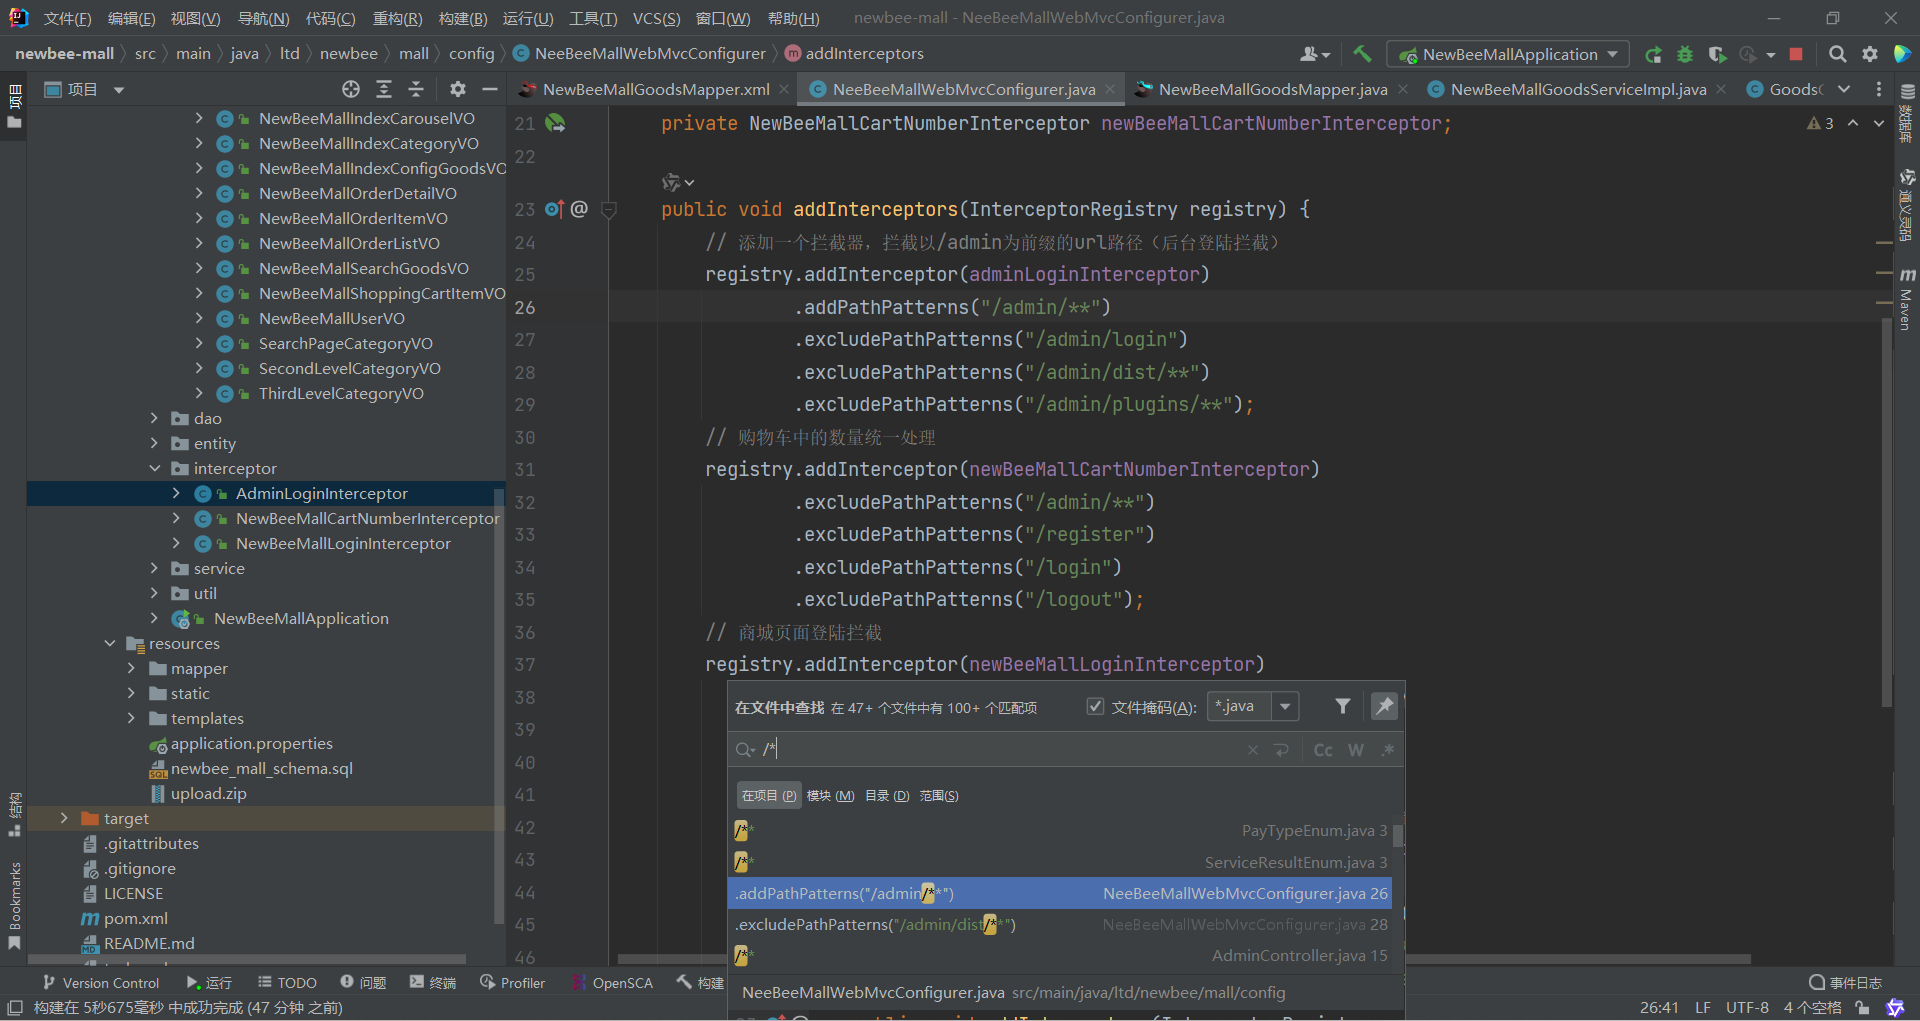 文件(F) 编辑(E) 视图(V) 导航(N) 代码(C) 重构(R) 构建(B) 运行(U) 工具(T) VCS(S) 窗口(W) 帮助(H) newbee-mall - NeeBeeMallWebMvcConfigurer.java
newbee-mall src main java ltd newbee mall config NeeBeeMallWebMvcConfigurer addInterceptors NewBeeMallApplication
项目
NewBeeMallGoodsMapper.xml NeeBeeMallWebMvcConfigurer.java NewBeeMallGoodsMapper.java NewBeeMallGoodsServiceImpl.java GoodsC
项目
NewBeeMallIndexCarouselVO
NewBeeMallIndexCategoryVO
NewBeeMallIndexConfigGoodsVO
NewBeeMallOrderDetailVO
NewBeeMallOrderItemVO
NewBeeMallOrderListVO
NewBeeMallSearchGoodsVO
NewBeeMallShoppingCartItemVO
NewBeeMallUserVO
SearchPageCategoryVO
SecondLevelCategoryVO
ThirdLevelCategoryVO
dao
entity
interceptor
AdminLoginInterceptor
NewBeeMallCartNumberInterceptor
NewBeeMallLoginInterceptor
service
util
NewBeeMallApplication
resources
mapper
static
templates
application.properties
newbee_mall_schema.sql
upload.zip
target
.gitattributes
.gitignore
LICENSE
pom.xml
README.md
结构
Bookmarks
21 private NewBeeMallCartNumberInterceptor newBeeMallCartNumberInterceptor;
22
23 @ public void addInterceptors(InterceptorRegistry registry) {
24 // 添加一个拦截器，拦截以/admin为前缀的url路径（后台登陆拦截）
25 registry.addInterceptor(adminLoginInterceptor)
26 .addPathPatterns("/admin/**")
27 .excludePathPatterns("/admin/login")
28 .excludePathPatterns("/admin/dist/**")
29 .excludePathPatterns("/admin/plugins/**");
30 // 购物车中的数量统一处理
31 registry.addInterceptor(newBeeMallCartNumberInterceptor)
32 .excludePathPatterns("/admin/**")
33 .excludePathPatterns("/register")
34 .excludePathPatterns("/login")
35 .excludePathPatterns("/logout");
36 // 商城页面登陆拦截
37 registry.addInterceptor(newBeeMallLoginInterceptor)
38
39
40
41
42
43
44
45
46
3
数据库
通义灵码
Maven
在文件中查找 在 47+ 个文件中有 100+ 个匹配项 文件掩码(A): *.java
/* Cc W .*
在项目 (P) 模块 (M) 目录 (D) 范围(S)
/** PayTypeEnum.java 3
/** ServiceResultEnum.java 3
.addPathPatterns("/admin/**") NeeBeeMallWebMvcConfigurer.java 26
.excludePathPatterns("/admin/dist/**") NeeBeeMallWebMvcConfigurer.java 28
/** AdminController.java 15
NeeBeeMallWebMvcConfigurer.java src/main/java/ltd/newbee/mall/config
Version Control 运行 TODO 问题 终端 Profiler OpenSCA 构建 事件日志
构建在 5秒675毫秒 中成功完成 (47 分钟 之前) 26:41 LF UTF-8 4 个空格